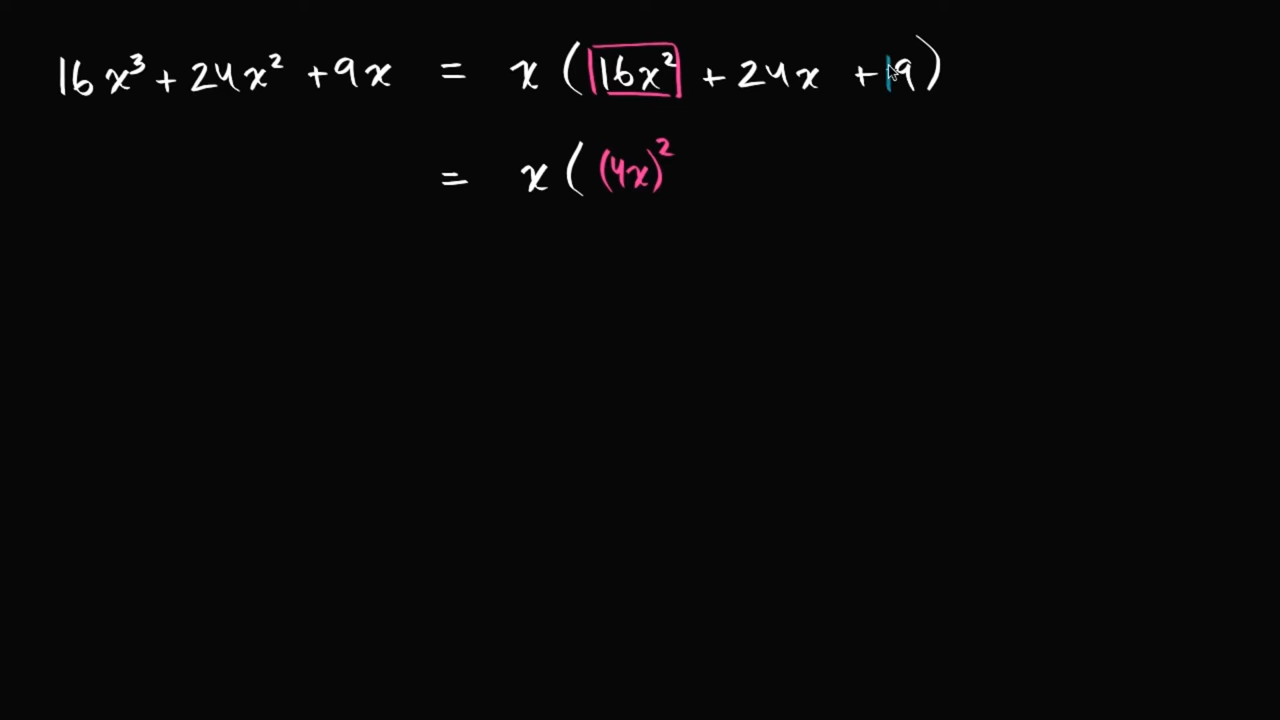 16x³ + 24x² + 9x = x (16x² + 24x + 9)
= x ((4x)²